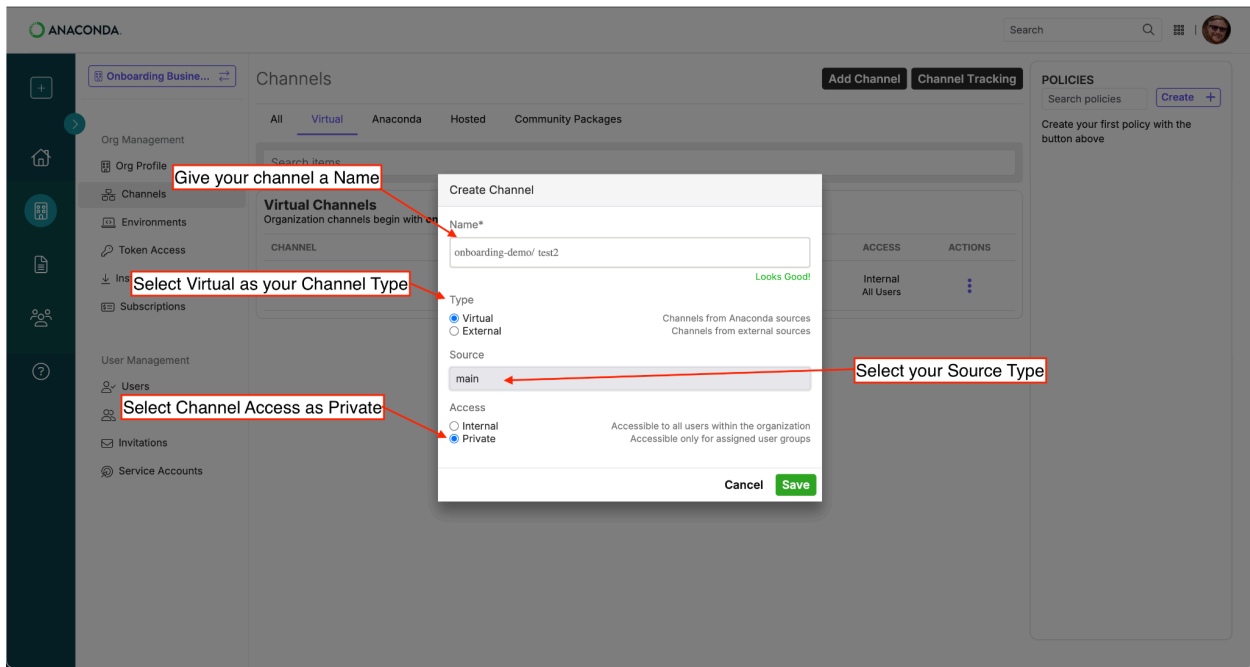 ANACONDA.
Search
Onboarding Busine...
Channels
Add Channel
Channel Tracking
POLICIES
Search policies
Create +
Create your first policy with the
button above
All
Virtual
Anaconda
Hosted
Community Packages
Org Management
Org Profile
Channels
Environments
Token Access
Ins
Subscriptions
User Management
Users
Invitations
Service Accounts
Search items
Virtual Channels
Organization channels begin with on
CHANNEL
ACCESS
ACTIONS
Internal
All Users
Give your channel a Name
Select Virtual as your Channel Type
Select Channel Access as Private
Select your Source Type
Create Channel
Name*
onboarding-demo/ test2
Looks Good!
Type
Virtual
Channels from Anaconda sources
External
Channels from external sources
Source
main
Access
Internal
Accessible to all users within the organization
Private
Accessible only for assigned user groups
Cancel
Save